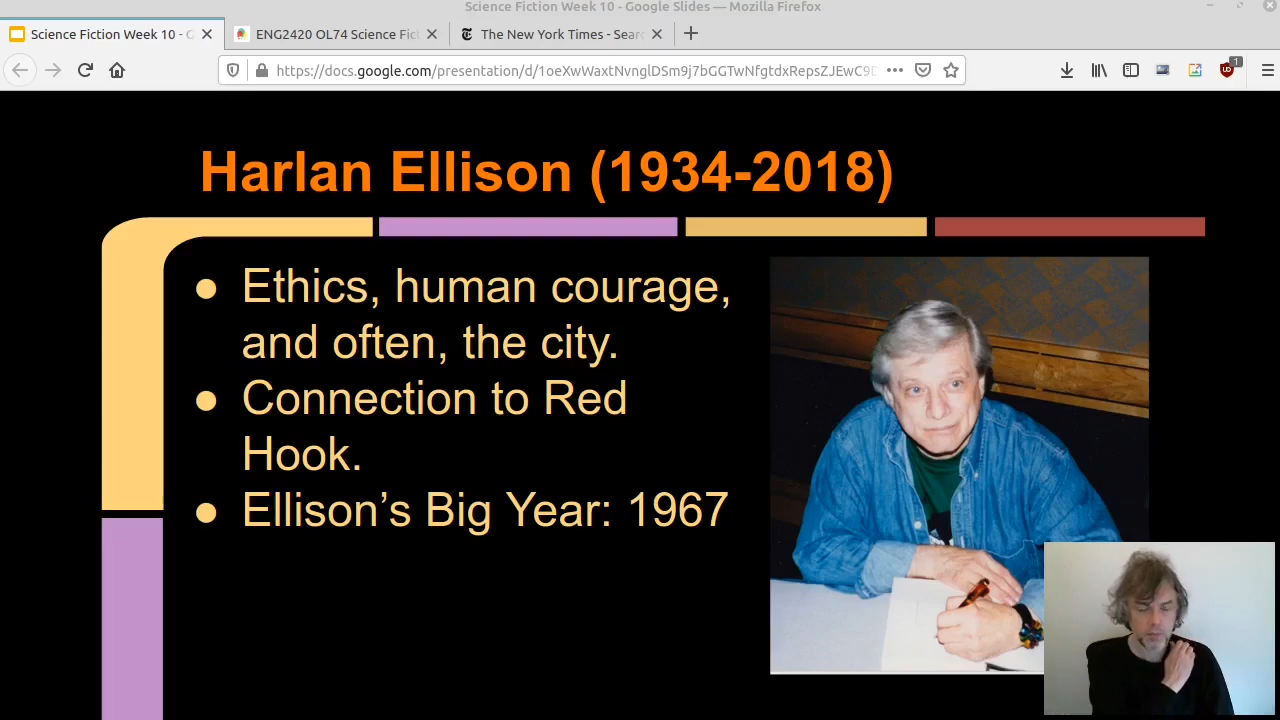 Science Fiction Week 10 - Google Slides — Mozilla Firefox
Science Fiction Week 10 - G
ENG2420 OL74 Science Fic
The New York Times - Sear
https://docs.google.com/presentation/d/
1
Harlan Ellison (1934-2018)
● Ethics, human courage,
and often, the city.
● Connection to Red
Hook.
● Ellison’s Big Year: 1967